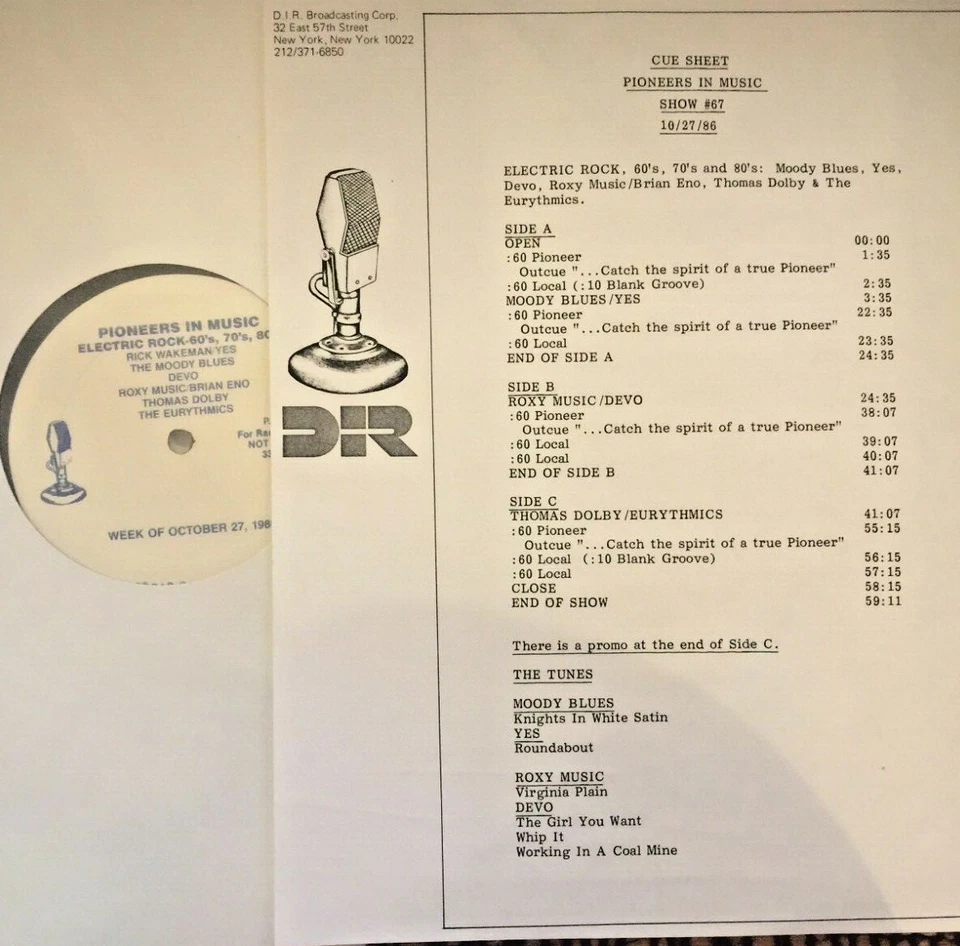 D.I.R. Broadcasting Corp.
32 East 57th Street
New York, New York 10022
212/371-6850
DIR
PIONEERS IN MUSIC
ELECTRIC ROCK-60's, 70's, 80
RICK WAKEMAN/YES
THE MOODY BLUES
DEVO
ROXY MUSIC/BRIAN ENO
THOMAS DOLBY
THE EURYTHMICS
For Ra
NOT
33
WEEK OF OCTOBER 27, 198
CUE SHEET
PIONEERS IN MUSIC
SHOW #67
10/27/86
ELECTRIC ROCK, 60's, 70's and 80's: Moody Blues, Yes,
Devo, Roxy Music/Brian Eno, Thomas Dolby & The
Eurythmics.
SIDE A
OPEN 00:00
:60 Pioneer 1:35
Outcue "...Catch the spirit of a true Pioneer"
:60 Local (:10 Blank Groove) 2:35
MOODY BLUES/YES 3:35
:60 Pioneer 22:35
Outcue "...Catch the spirit of a true Pioneer"
:60 Local 23:35
END OF SIDE A 24:35
SIDE B
ROXY MUSIC/DEVO 24:35
:60 Pioneer 38:07
Outcue "...Catch the spirit of a true Pioneer"
:60 Local 39:07
:60 Local 40:07
END OF SIDE B 41:07
SIDE C
THOMAS DOLBY/EURYTHMICS 41:07
:60 Pioneer 55:15
Outcue "...Catch the spirit of a true Pioneer"
:60 Local (:10 Blank Groove) 56:15
:60 Local 57:15
CLOSE 58:15
END OF SHOW 59:11
There is a promo at the end of Side C.
THE TUNES
MOODY BLUES
Knights In White Satin
YES
Roundabout
ROXY MUSIC
Virginia Plain
DEVO
The Girl You Want
Whip It
Working In A Coal Mine